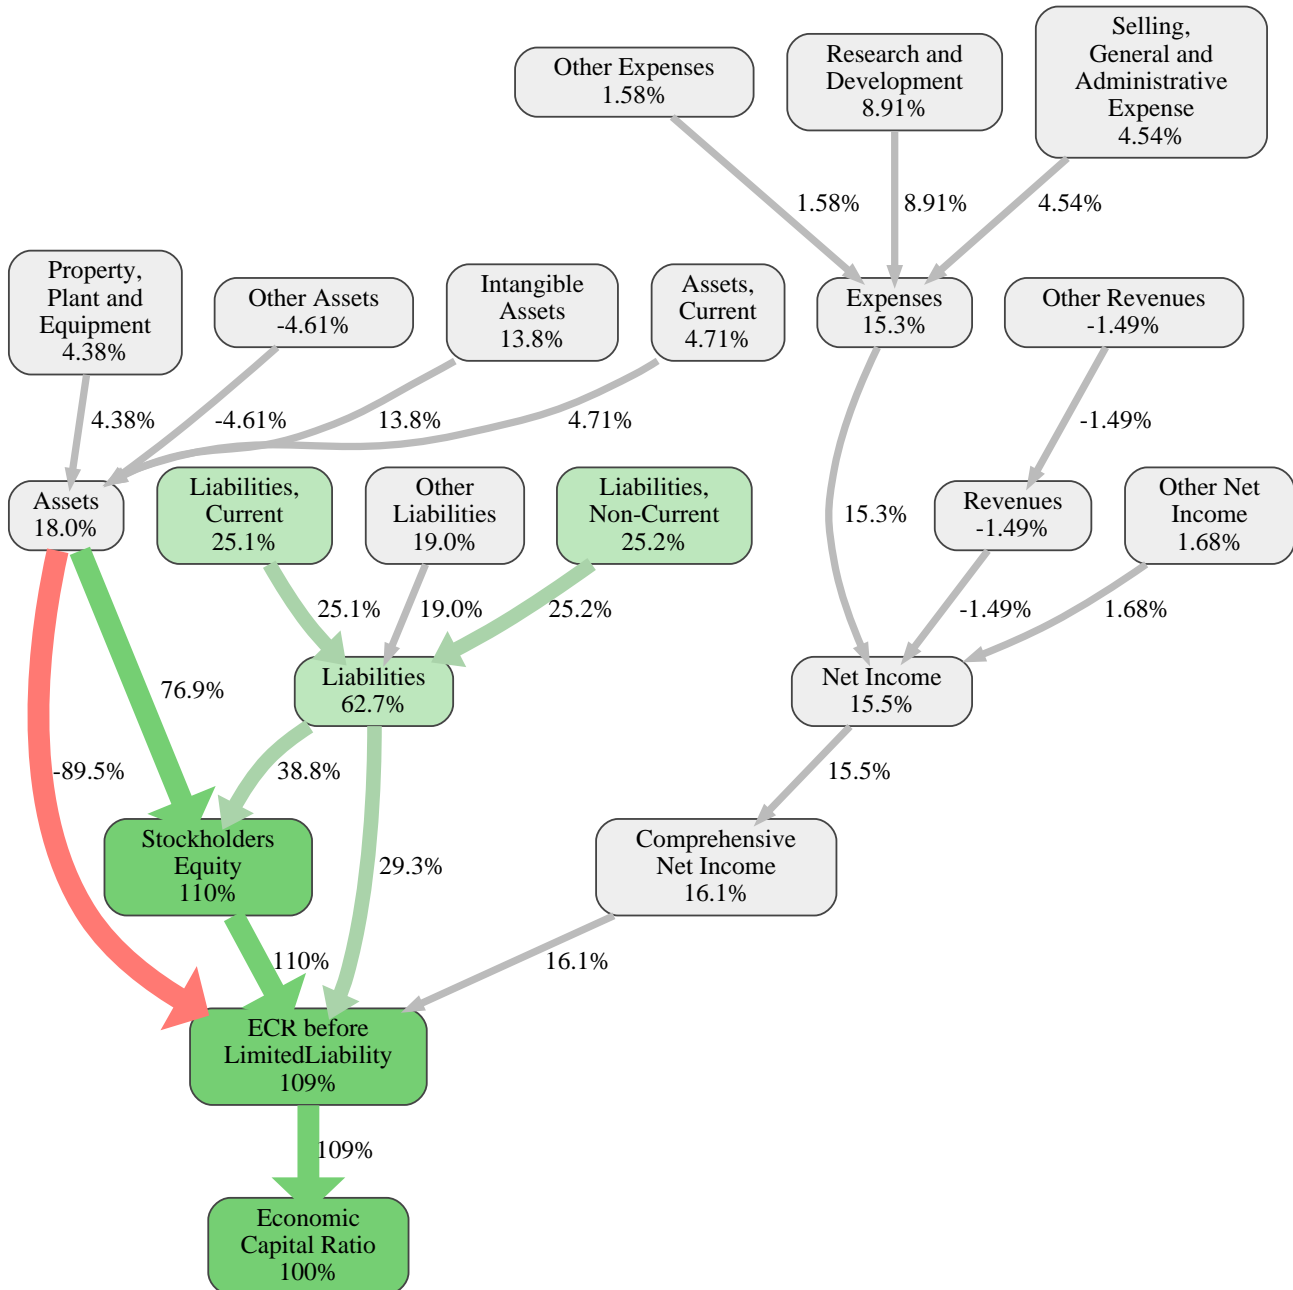 Selling,
General and
Administrative
Expense
4.54%
Research and
Development
8.91%
Other Expenses
1.58%
1.58%
8.91%
4.54%
Property,
Plant and
Equipment
4.38%
Other Assets
-4.61%
Intangible
Assets
13.8%
Assets,
Current
4.71%
Expenses
15.3%
Other Revenues
-1.49%
4.38%
-4.61%
13.8%
4.71%
-1.49%
Assets
18.0%
Liabilities,
Current
25.1%
Other
Liabilities
19.0%
Liabilities,
Non-Current
25.2%
15.3%
Revenues
-1.49%
Other Net
Income
1.68%
25.1%
19.0%
25.2%
-1.49%
1.68%
76.9%
Liabilities
62.7%
Net Income
15.5%
-89.5%
38.8%
15.5%
Stockholders
Equity
110%
29.3%
Comprehensive
Net Income
16.1%
110%
16.1%
ECR before
LimitedLiability
109%
109%
Economic
Capital Ratio
100%